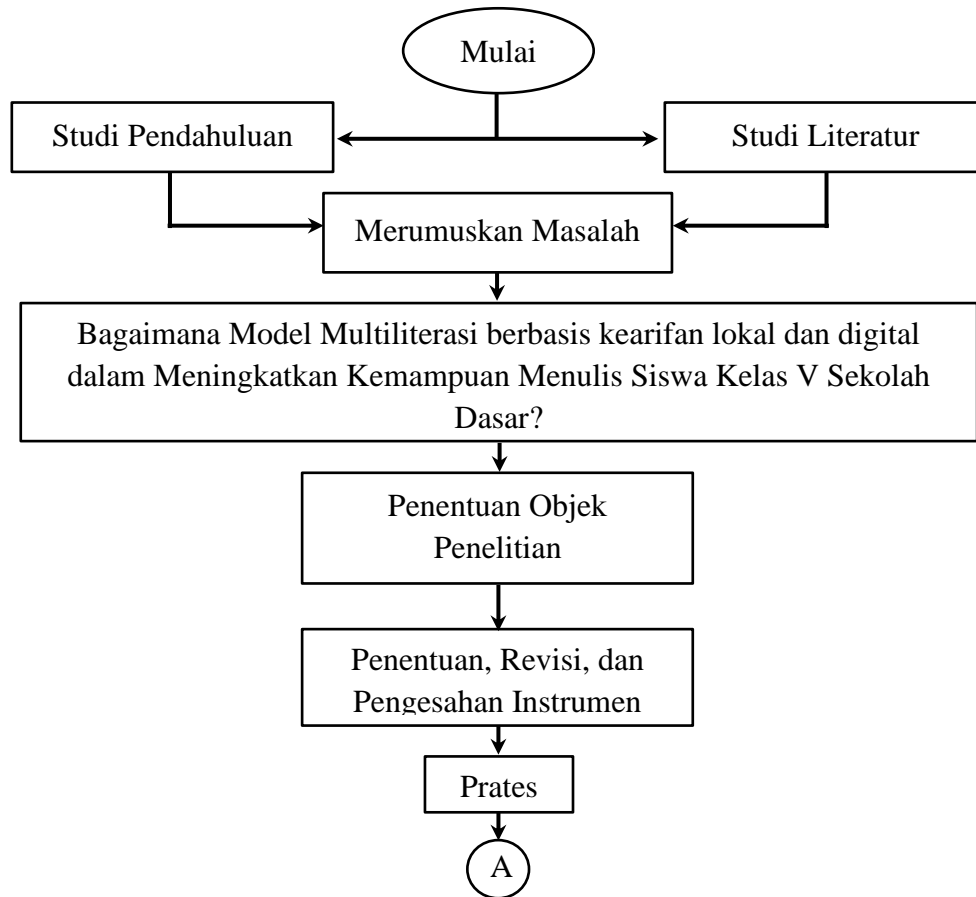 Mulai
Studi Pendahuluan
Studi Literatur
Merumuskan Masalah
Bagaimana Model Multiliterasi berbasis kearifan lokal dan digital
dalam Meningkatkan Kemampuan Menulis Siswa Kelas V Sekolah
Dasar?
Penentuan Objek
Penelitian
Penentuan, Revisi, dan
Pengesahan Instrumen
Prates
A